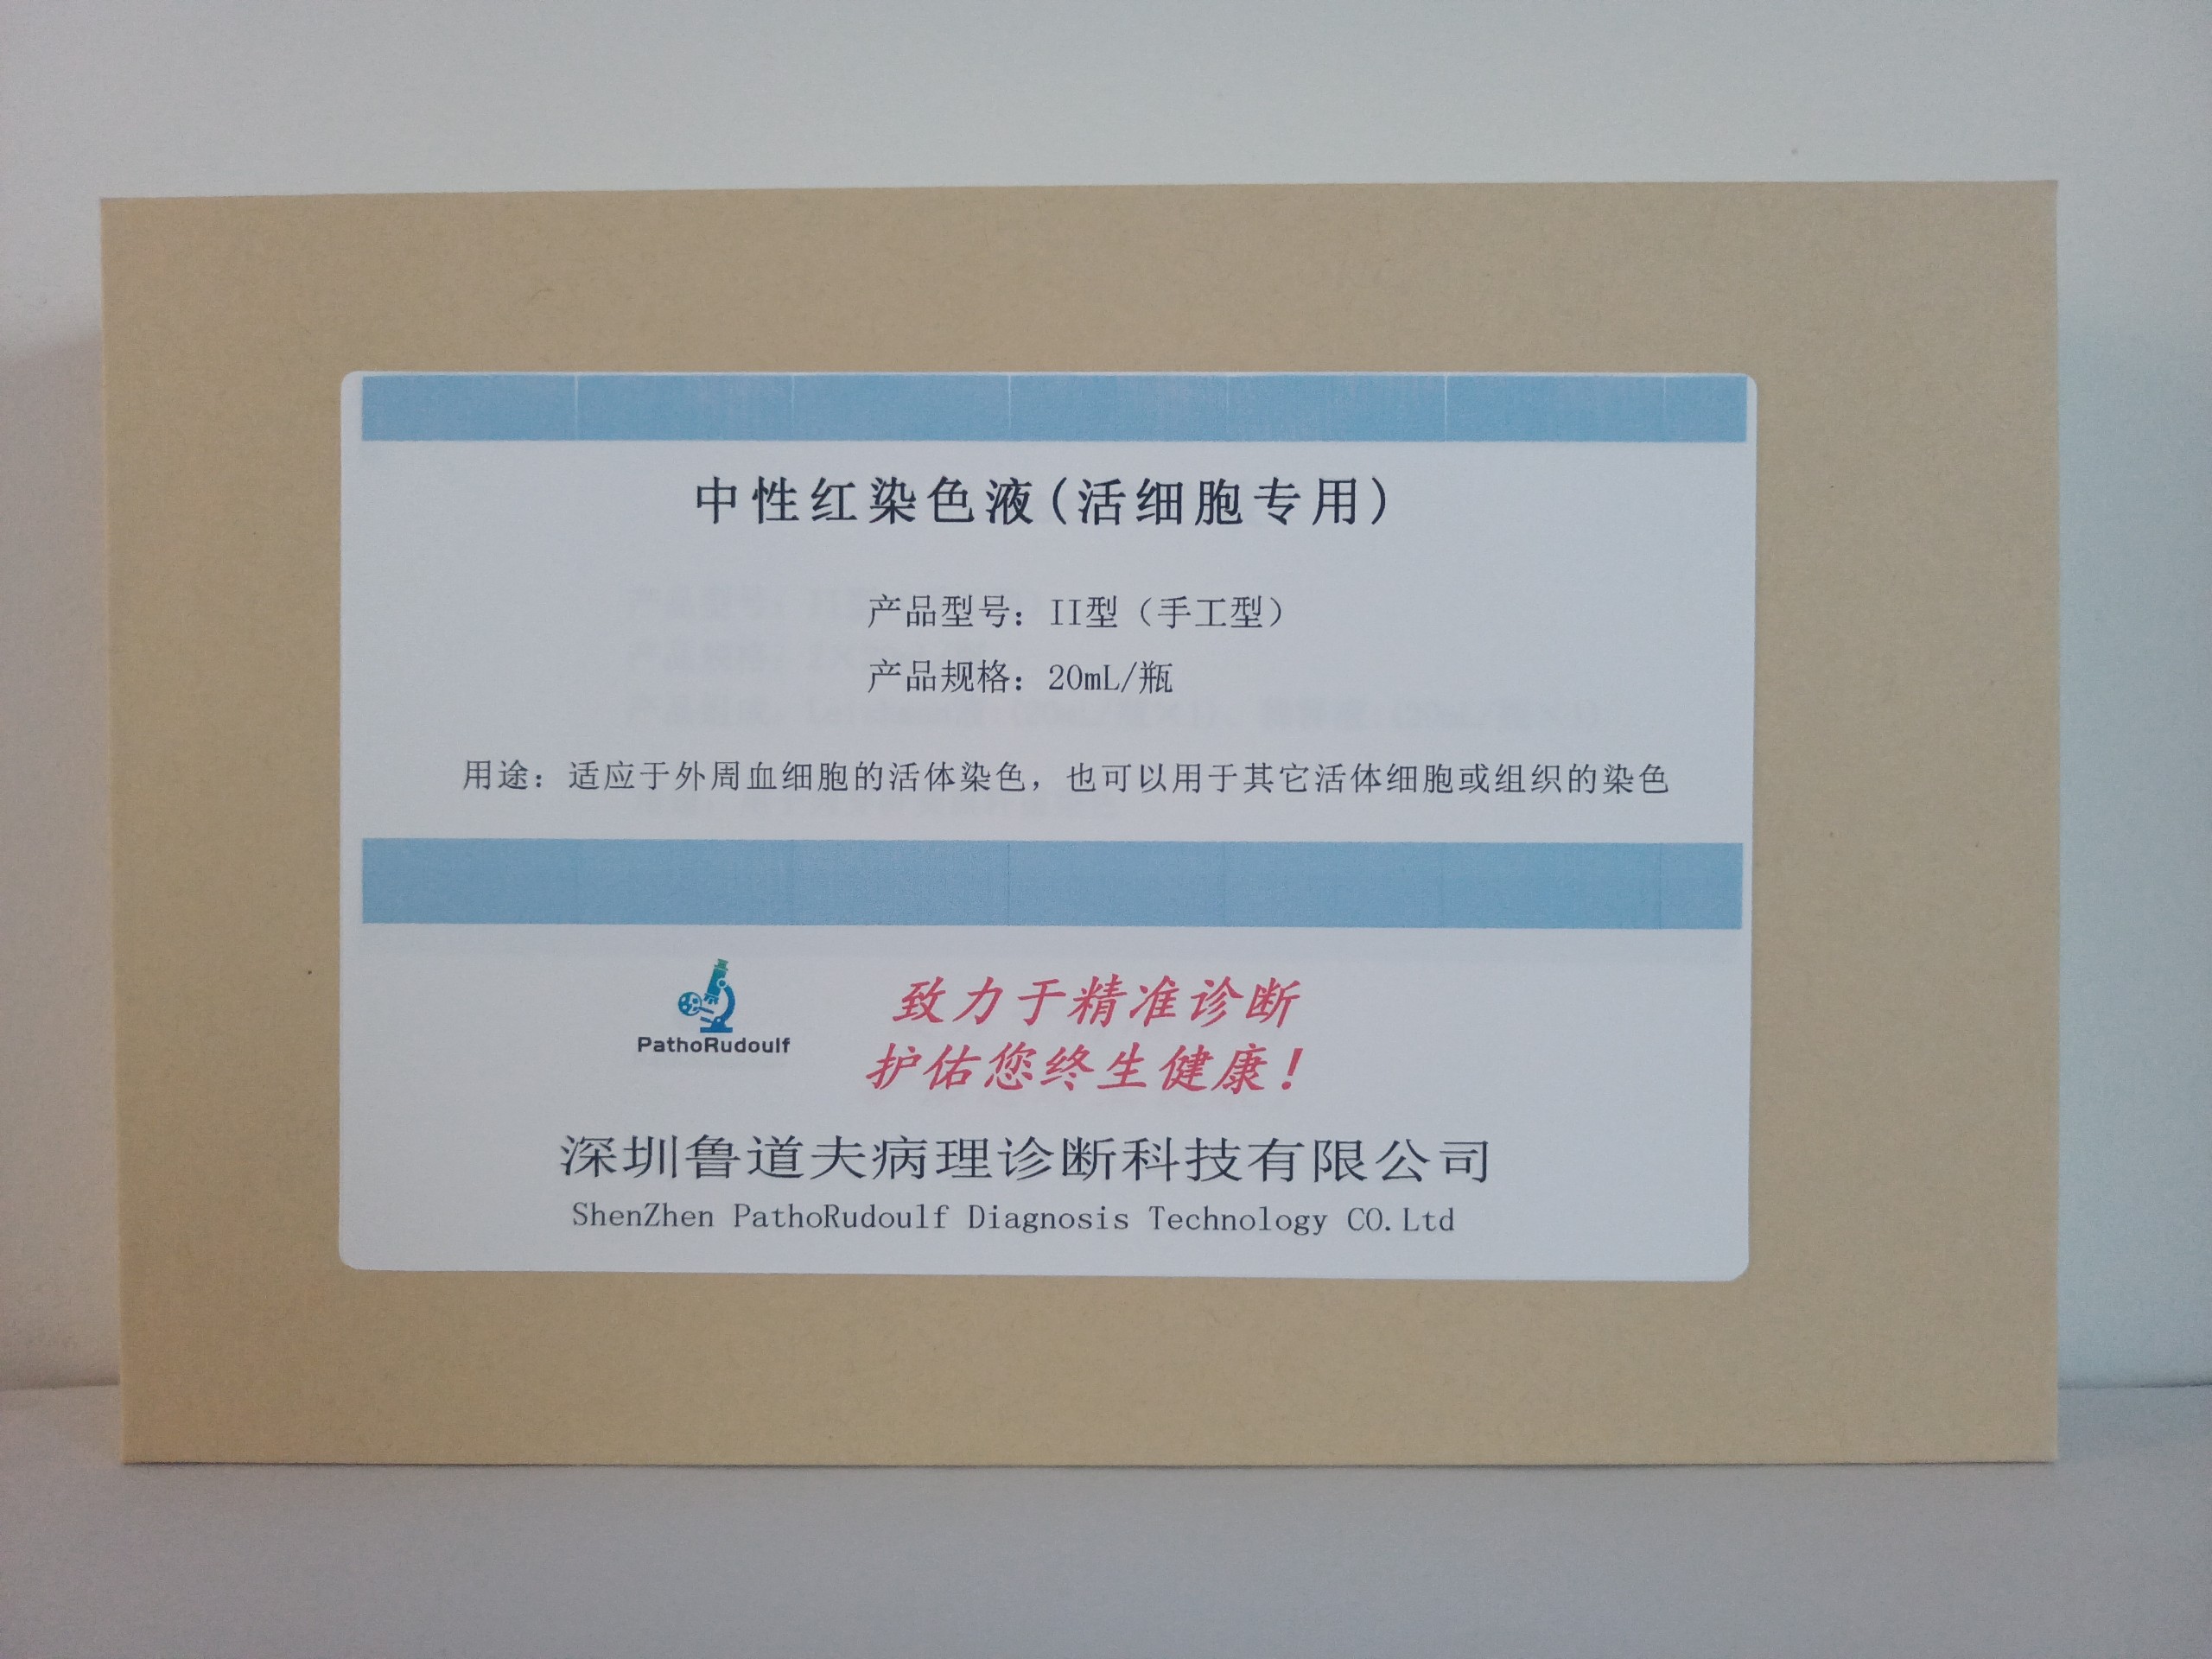 中性红染色液(活细胞专用)
产品型号：II型（手工型）
产品规格：20mL/瓶
用途：适应于外周血细胞的活体染色，也可以用于其它活体细胞或组织的染色
PathoRudoulf
致力于精准诊断
护佑您终生健康！
深圳鲁道夫病理诊断科技有限公司
ShenZhen PathoRudoulf Diagnosis Technology CO.Ltd